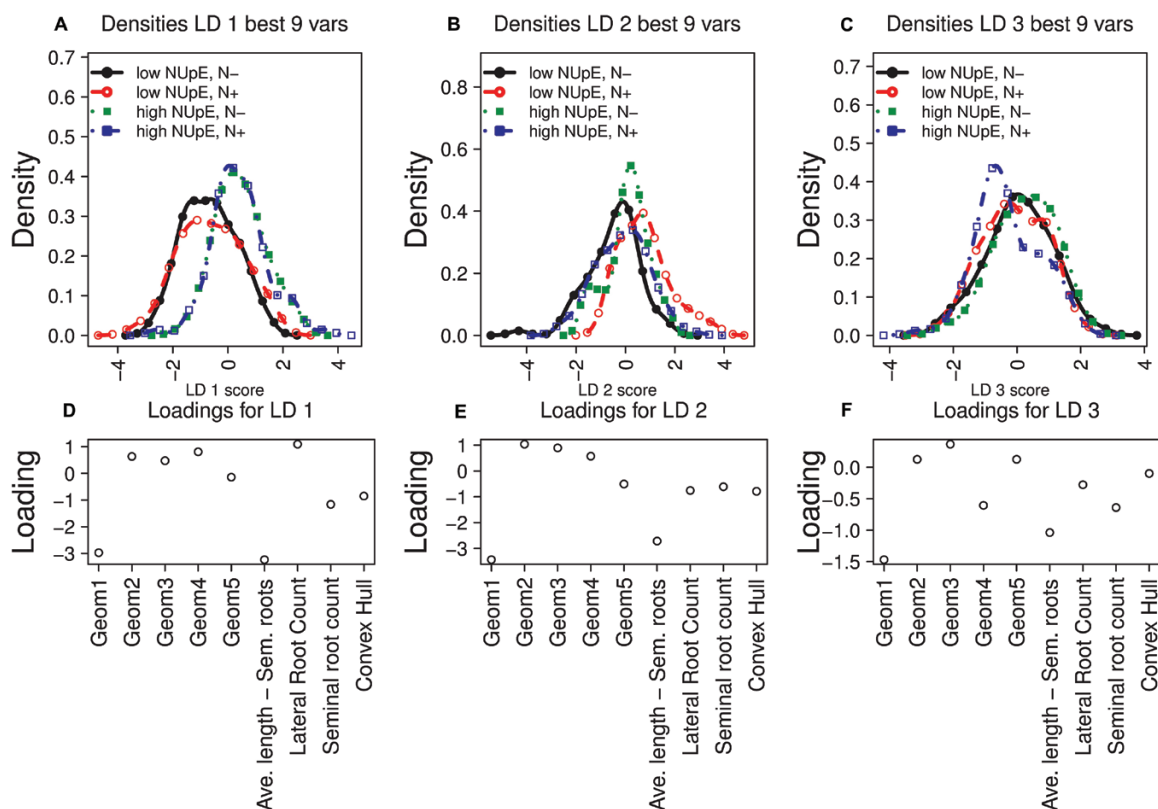 A Densities LD 1 best 9 vars
0.7
0.6
0.5
0.4
0.3
0.2
0.1
0.0
Density
low NUpE, N−
low NUpE, N+
high NUpE, N−
high NUpE, N+
−4 −2 0 2 4
LD 1 score
B Densities LD 2 best 9 vars
0.8
0.6
0.4
0.2
0.0
Density
low NUpE, N−
low NUpE, N+
high NUpE, N−
high NUpE, N+
−4 −2 0 2 4
LD 2 score
C Densities LD 3 best 9 vars
0.7
0.6
0.5
0.4
0.3
0.2
0.1
0.0
Density
low NUpE, N−
low NUpE, N+
high NUpE, N−
high NUpE, N+
−4 −2 0 2 4
LD 3 score
D Loadings for LD 1
1
0
−1
−2
−3
Loading
Geom1
Geom2
Geom3
Geom4
Geom5
Ave. length − Sem. roots
Lateral Root Count
Seminal root count
Convex Hull
E Loadings for LD 2
1
0
−1
−2
−3
Loading
Geom1
Geom2
Geom3
Geom4
Geom5
Ave. length − Sem. roots
Lateral Root Count
Seminal root count
Convex Hull
F Loadings for LD 3
0.0
−0.5
−1.0
−1.5
Loading
Geom1
Geom2
Geom3
Geom4
Geom5
Ave. length − Sem. roots
Lateral Root Count
Seminal root count
Convex Hull